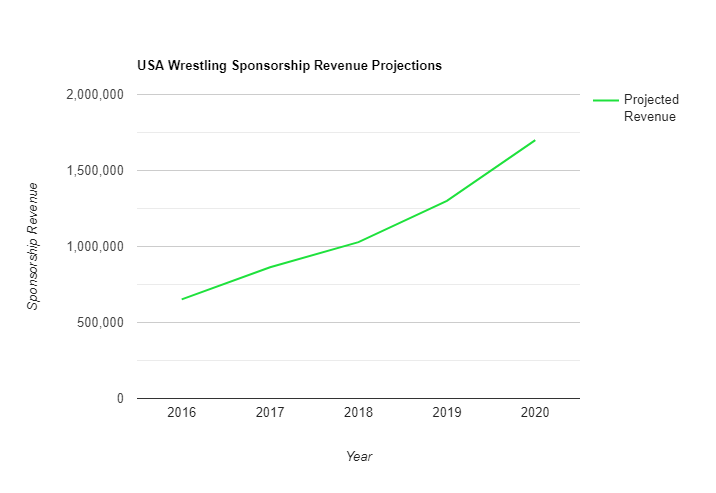 USA Wrestling Sponsorship Revenue Projections
2,000,000
1,500,000
1,000,000
500,000
0
Sponsorship Revenue
2016 2017 2018 2019 2020
Year
Projected
Revenue